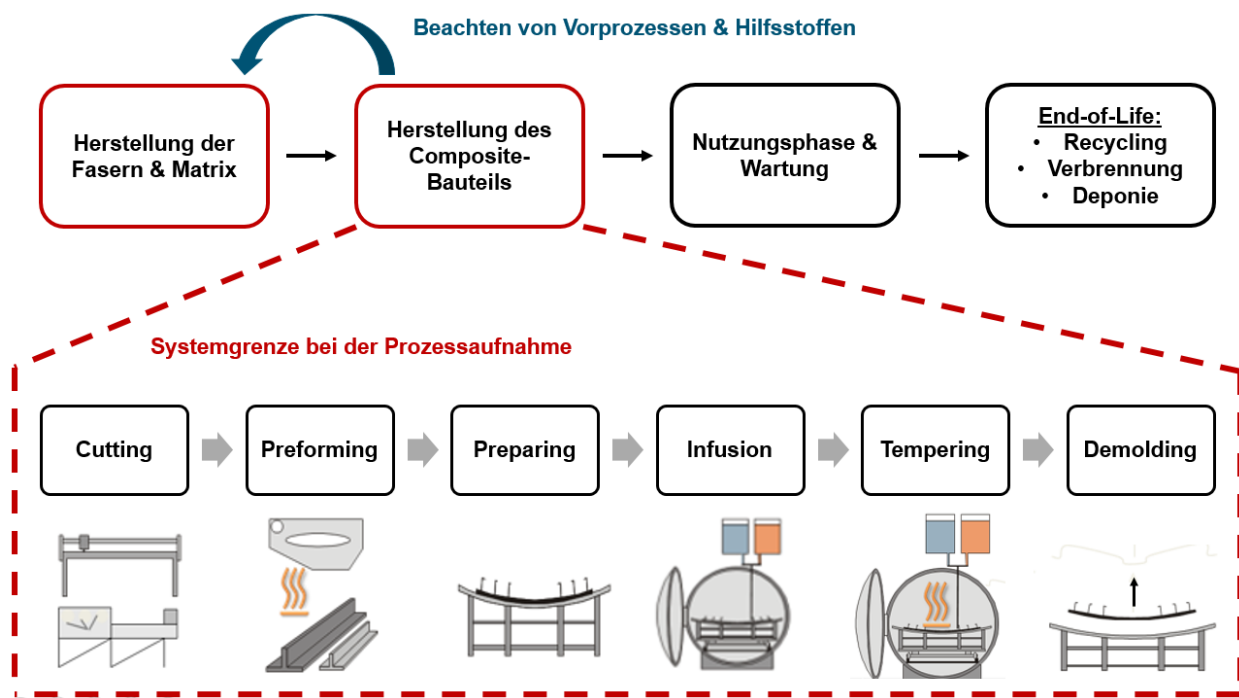 Beachten von Vorprozessen & Hilfsstoffen
Herstellung der
Fasern & Matrix
Herstellung des
Composite-
Bauteils
Nutzungsphase &
Wartung
End-of-Life:
• Recycling
• Verbrennung
• Deponie
Systemgrenze bei der Prozessaufnahme
Cutting
Preforming
Preparing
Infusion
Tempering
Demolding